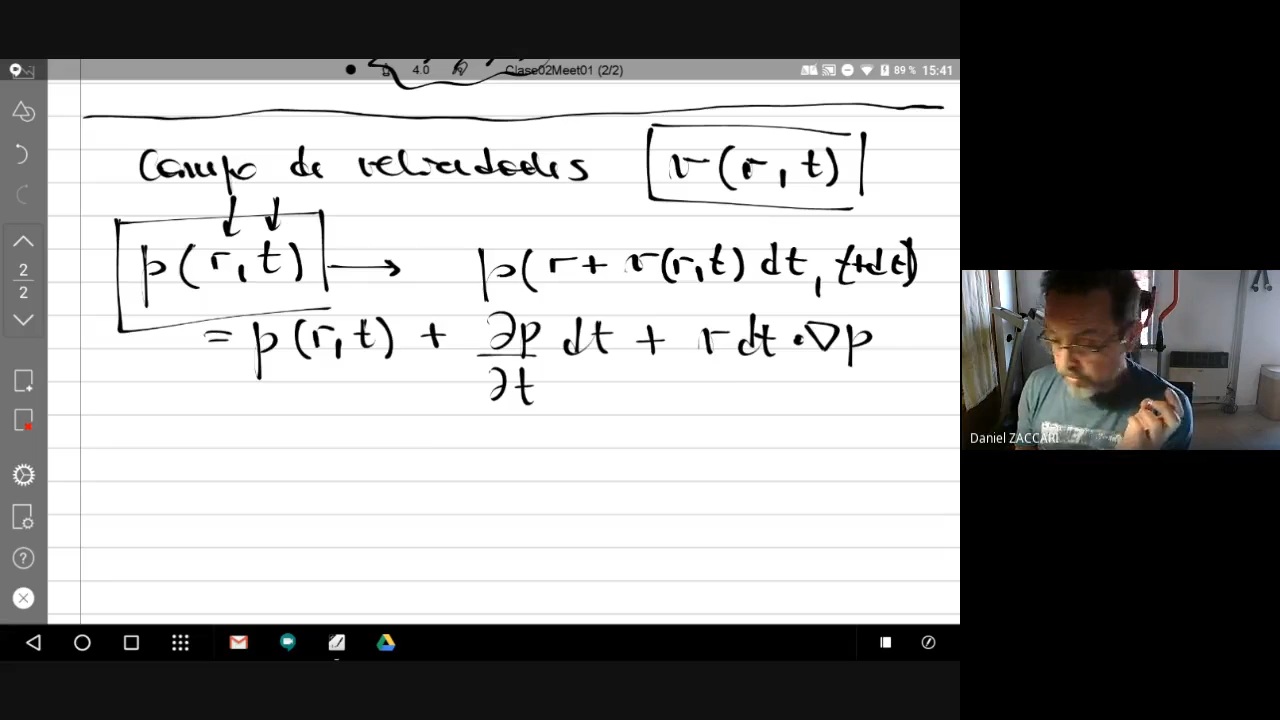 4.0 Clase02Meet01 (2/2) 89 % 15:41
Campo de velocidades v(r,t)
p(r,t) → p(r + v(r,t) dt, t+dt)
= p(r,t) + ∂p/∂t dt + v dt · ∇p
2
2
Daniel ZACCARI